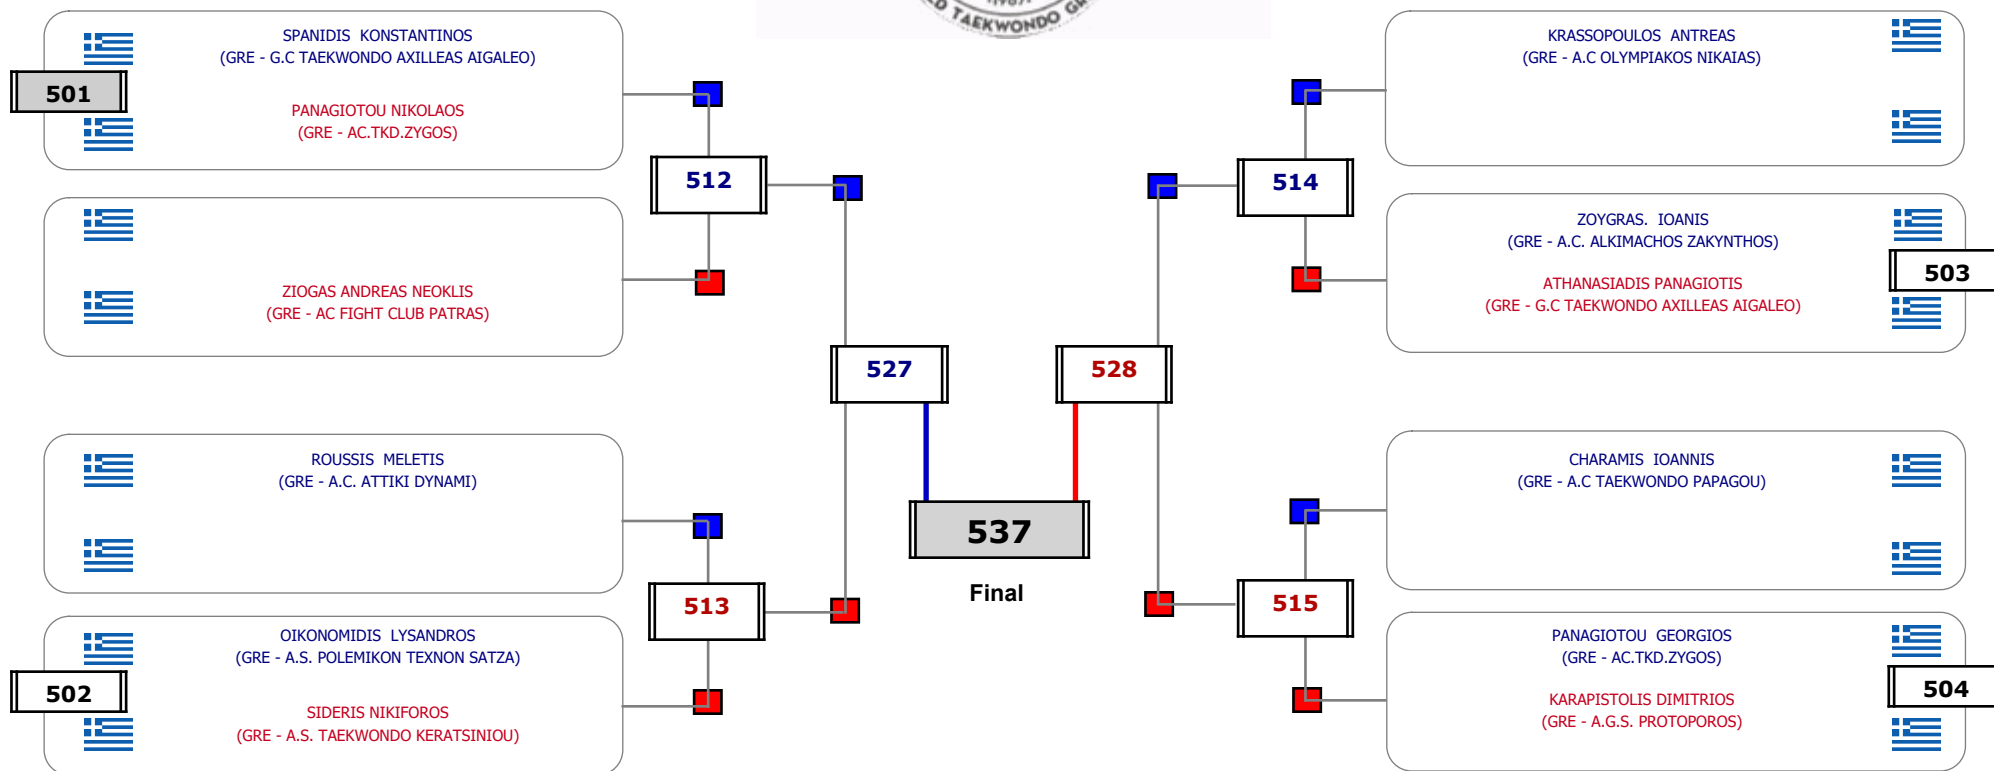 TAEKWONDO
SPANIDIS KONSTANTINOS
(GRE - G.C TAEKWONDO AXILLEAS AIGALEO)
501
PANAGIOTOU NIKOLAOS
(GRE - AC.TKD.ZYGOS)
512
ZIOGAS ANDREAS NEOKLIS
(GRE - AC FIGHT CLUB PATRAS)
527
ROUSSIS MELETIS
(GRE - A.C. ATTIKI DYNAMI)
513
OIKONOMIDIS LYSANDROS
(GRE - A.S. POLEMIKON TEXNON SATZA)
502
SIDERIS NIKIFOROS
(GRE - A.S. TAEKWONDO KERATSINIOU)
537
Final
KRASSOPOULOS ANTREAS
(GRE - A.C OLYMPIAKOS NIKAIAS)
514
ZOYGRAS. IOANIS
(GRE - A.C. ALKIMACHOS ZAKYNTHOS)
503
ATHANASIADIS PANAGIOTIS
(GRE - G.C TAEKWONDO AXILLEAS AIGALEO)
528
CHARAMIS IOANNIS
(GRE - A.C TAEKWONDO PAPAGOU)
515
PANAGIOTOU GEORGIOS
(GRE - AC.TKD.ZYGOS)
504
KARAPISTOLIS DIMITRIOS
(GRE - A.G.S. PROTOPOROS)